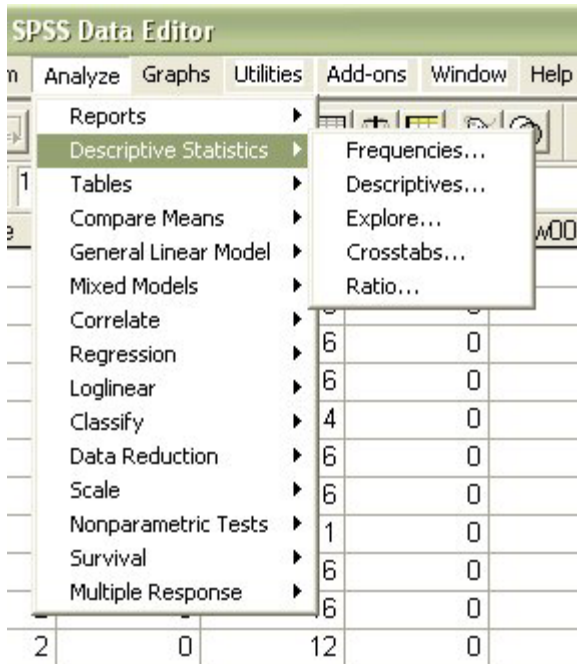 SPSS Data Editor
Analyze Graphs Utilities Add-ons Window Help
Reports
Descriptive Statistics
Frequencies...
Tables
Descriptives...
1
Compare Means
Explore...
w00
General Linear Model
Crosstabs...
Mixed Models
Ratio...
Correlate
Regression
6 0
Loglinear
6 0
Classify
4 0
Data Reduction
6 0
Scale
6 0
Nonparametric Tests
1 0
Survival
6 0
Multiple Response
16 0
2 0 12 0